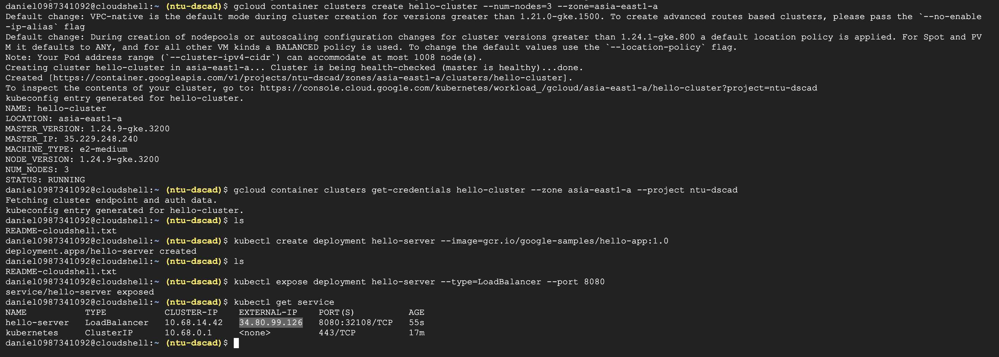 daniel0987341092@cloudshell:~ (ntu-dscad)$ gcloud container clusters create hello-cluster --num-nodes=3 --zone=asia-east1-a
Default change: VPC-native is the default mode during cluster creation for versions greater than 1.21.0-gke.1500. To create advanced routes based clusters, please pass the `--no-enable
-ip-alias` flag
Default change: During creation of nodepools or autoscaling configuration changes for cluster versions greater than 1.24.1-gke.800 a default location policy is applied. For Spot and PV
M it defaults to ANY, and for all other VM kinds a BALANCED policy is used. To change the default values use the `--location-policy` flag.
Note: Your Pod address range (`--cluster-ipv4-cidr`) can accommodate at most 1008 node(s).
Creating cluster hello-cluster in asia-east1-a... Cluster is being health-checked (master is healthy)...done.
Created [https://container.googleapis.com/v1/projects/ntu-dscad/zones/asia-east1-a/clusters/hello-cluster].
To inspect the contents of your cluster, go to: https://console.cloud.google.com/kubernetes/workload_/gcloud/asia-east1-a/hello-cluster?project=ntu-dscad
kubeconfig entry generated for hello-cluster.
NAME: hello-cluster
LOCATION: asia-east1-a
MASTER_VERSION: 1.24.9-gke.3200
MASTER_IP: 35.229.248.240
MACHINE_TYPE: e2-medium
NODE_VERSION: 1.24.9-gke.3200
NUM_NODES: 3
STATUS: RUNNING
daniel0987341092@cloudshell:~ (ntu-dscad)$ gcloud container clusters get-credentials hello-cluster --zone asia-east1-a --project ntu-dscad
Fetching cluster endpoint and auth data.
kubeconfig entry generated for hello-cluster.
daniel0987341092@cloudshell:~ (ntu-dscad)$ ls
README-cloudshell.txt
daniel0987341092@cloudshell:~ (ntu-dscad)$ kubectl create deployment hello-server --image=gcr.io/google-samples/hello-app:1.0
deployment.apps/hello-server created
daniel0987341092@cloudshell:~ (ntu-dscad)$ ls
README-cloudshell.txt
daniel0987341092@cloudshell:~ (ntu-dscad)$ kubectl expose deployment hello-server --type=LoadBalancer --port 8080
service/hello-server exposed
daniel0987341092@cloudshell:~ (ntu-dscad)$ kubectl get service
NAME TYPE CLUSTER-IP EXTERNAL-IP PORT(S) AGE
hello-server LoadBalancer 10.68.14.42 34.80.99.126 8080:32108/TCP 55s
kubernetes ClusterIP 10.68.0.1 <none> 443/TCP 17m
daniel0987341092@cloudshell:~ (ntu-dscad)$